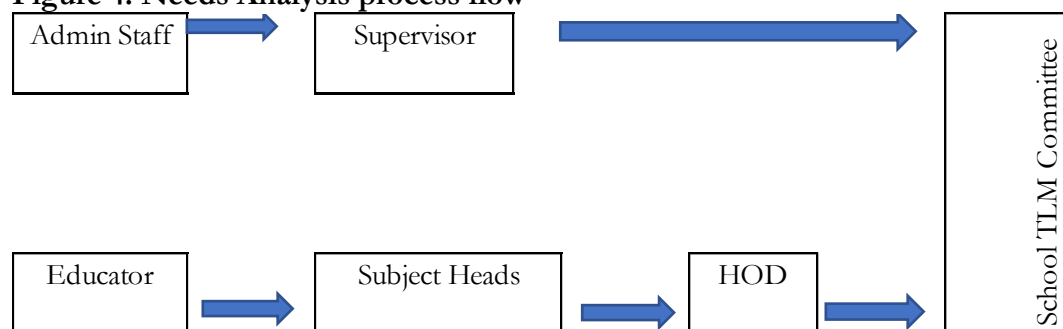 Figure 4: Needs Analysis process flow
Admin Staff
Supervisor
School TLM Committee
Educator
Subject Heads
HOD